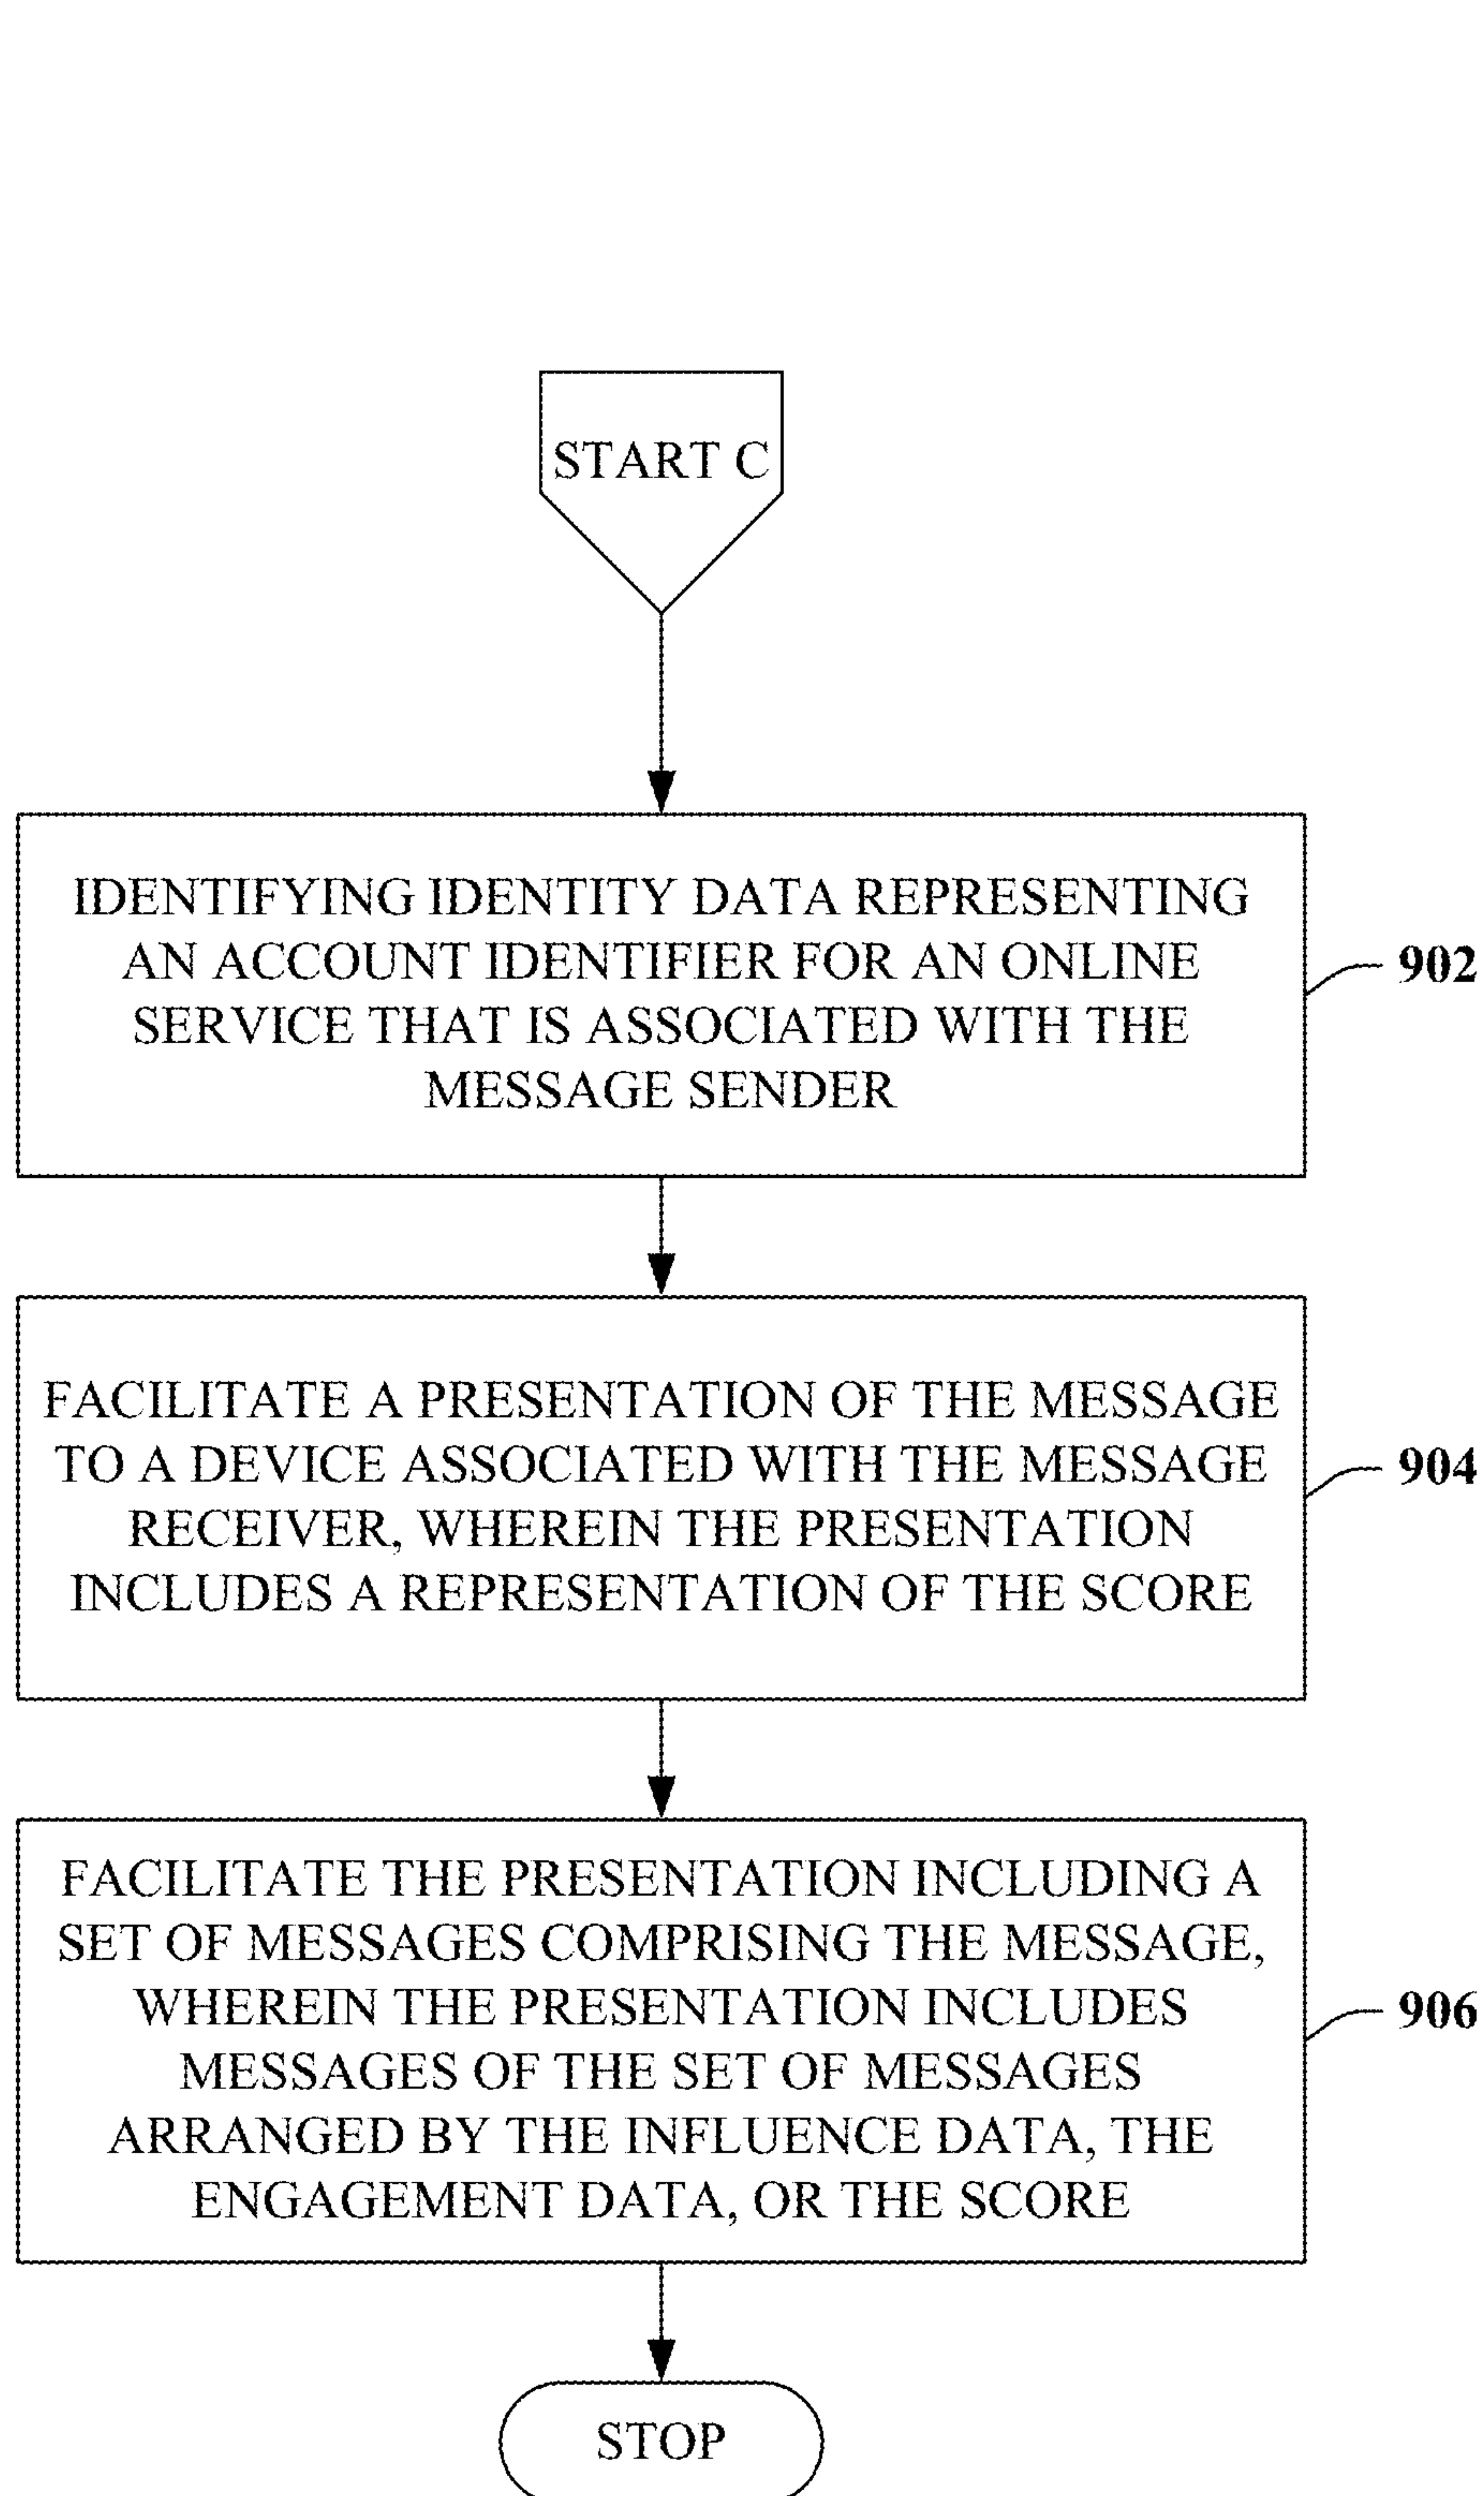 START C
IDENTIFYING IDENTITY DATA REPRESENTING
AN ACCOUNT IDENTIFIER FOR AN ONLINE
SERVICE THAT IS ASSOCIATED WITH THE
MESSAGE SENDER
902
FACILITATE A PRESENTATION OF THE MESSAGE
TO A DEVICE ASSOCIATED WITH THE MESSAGE
RECEIVER, WHEREIN THE PRESENTATION
INCLUDES A REPRESENTATION OF THE SCORE
904
FACILITATE THE PRESENTATION INCLUDING A
SET OF MESSAGES COMPRISING THE MESSAGE,
WHEREIN THE PRESENTATION INCLUDES
MESSAGES OF THE SET OF MESSAGES
ARRANGED BY THE INFLUENCE DATA, THE
ENGAGEMENT DATA, OR THE SCORE
906
STOP